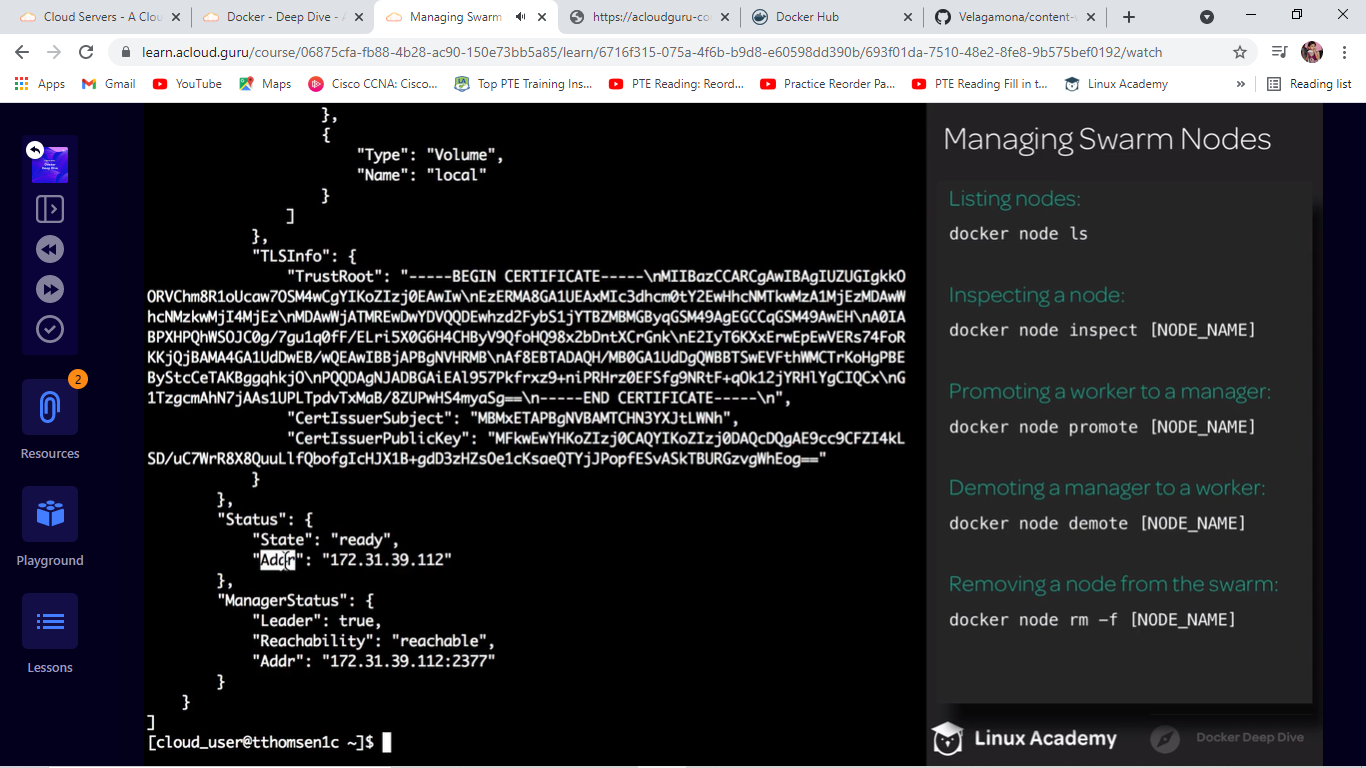 Cloud Servers - A Clou
Docker - Deep Dive - A
Managing Swarm
https://acloudguru-co
Docker Hub
Velagamona/content-
learn.acloud.guru/course/06875cfa-fb88-4b28-ac90-150e73bb5a85/learn/6716f315-075a-4f6b-b9d8-e60598dd390b/693f01da-7510-48e2-8fe8-9b575bef0192/watch
Apps
Gmail
YouTube
Maps
Cisco CCNA: Cisco...
Top PTE Training Ins...
PTE Reading: Reord...
Practice Reorder Pa...
PTE Reading Fill in t...
Linux Academy
»
Reading list
2
Resources
Playground
Lessons
},
{
"Type": "Volume",
"Name": "local"
}
]
},
"TLSInfo": {
"TrustRoot": "-----BEGIN CERTIFICATE-----\nMIIBazCCARCgAwIBAgIUZUGIgkkO
ORVChm8R1oUcaw7OSM4wCgYIKoZIzj0EAwIw\nEzERMA8GA1UEAxMIc3dhcm0tY2EwHhcNMTkwMzA1MjEzMDAwW
hcNMzkwMjI4MjEz\nMDAwWjATMREwDwYDVQQDEwhzd2FybS1jYTBZMBMGByqGSM49AgEGCCqGSM49AwEH\nA0IA
BPXHPQhWSOJC0g/7gu1q0fF/ELri5X0G6H4CHByV9QfoHQ98x2bDntXCrGnk\nE2IyT6KXxErwEpEwVERs74FoR
KKjQjBAMA4GA1UdDwEB/wQEAwIBBjAPBgNVHRMB\nAf8EBTADAQH/MB0GA1UdDgQWBBTSwEVFthWMCTrKoHgPBE
ByStcCeTAKBggqhkjO\nPQQDAgNJADBGAiEAl957Pkfrxz9+niPRHrz0EFSfg9NRtF+qOk12jYRHlYgCIQCx\nG
1TzgcmAhN7jAAs1UPLTpdvTxMaB/8ZUPwHS4myaSg==\n-----END CERTIFICATE-----\n",
"CertIssuerSubject": "MBMxETAPBgNVBAMTCHN3YXJtLWNh",
"CertIssuerPublicKey": "MFkwEwYHKoZIzj0CAQYIKoZIzj0DAQcDQgAE9cc9CFZI4kL
SD/uC7WrR8X8QuuLlfQbofgIcHJX1B+gdD3zHZsOe1cKsaeQTYjJPopfESvASkTBURGzvgWhEog=="
}
},
"Status": {
"State": "ready",
"Addr": "172.31.39.112"
},
"ManagerStatus": {
"Leader": true,
"Reachability": "reachable",
"Addr": "172.31.39.112:2377"
}
}
]
[cloud_user@tthomsen1c ~]$
Managing Swarm Nodes
Listing nodes:
docker node ls
Inspecting a node:
docker node inspect [NODE_NAME]
Promoting a worker to a manager:
docker node promote [NODE_NAME]
Demoting a manager to a worker:
docker node demote [NODE_NAME]
Removing a node from the swarm:
docker node rm -f [NODE_NAME]
Linux Academy
Docker Deep Dive